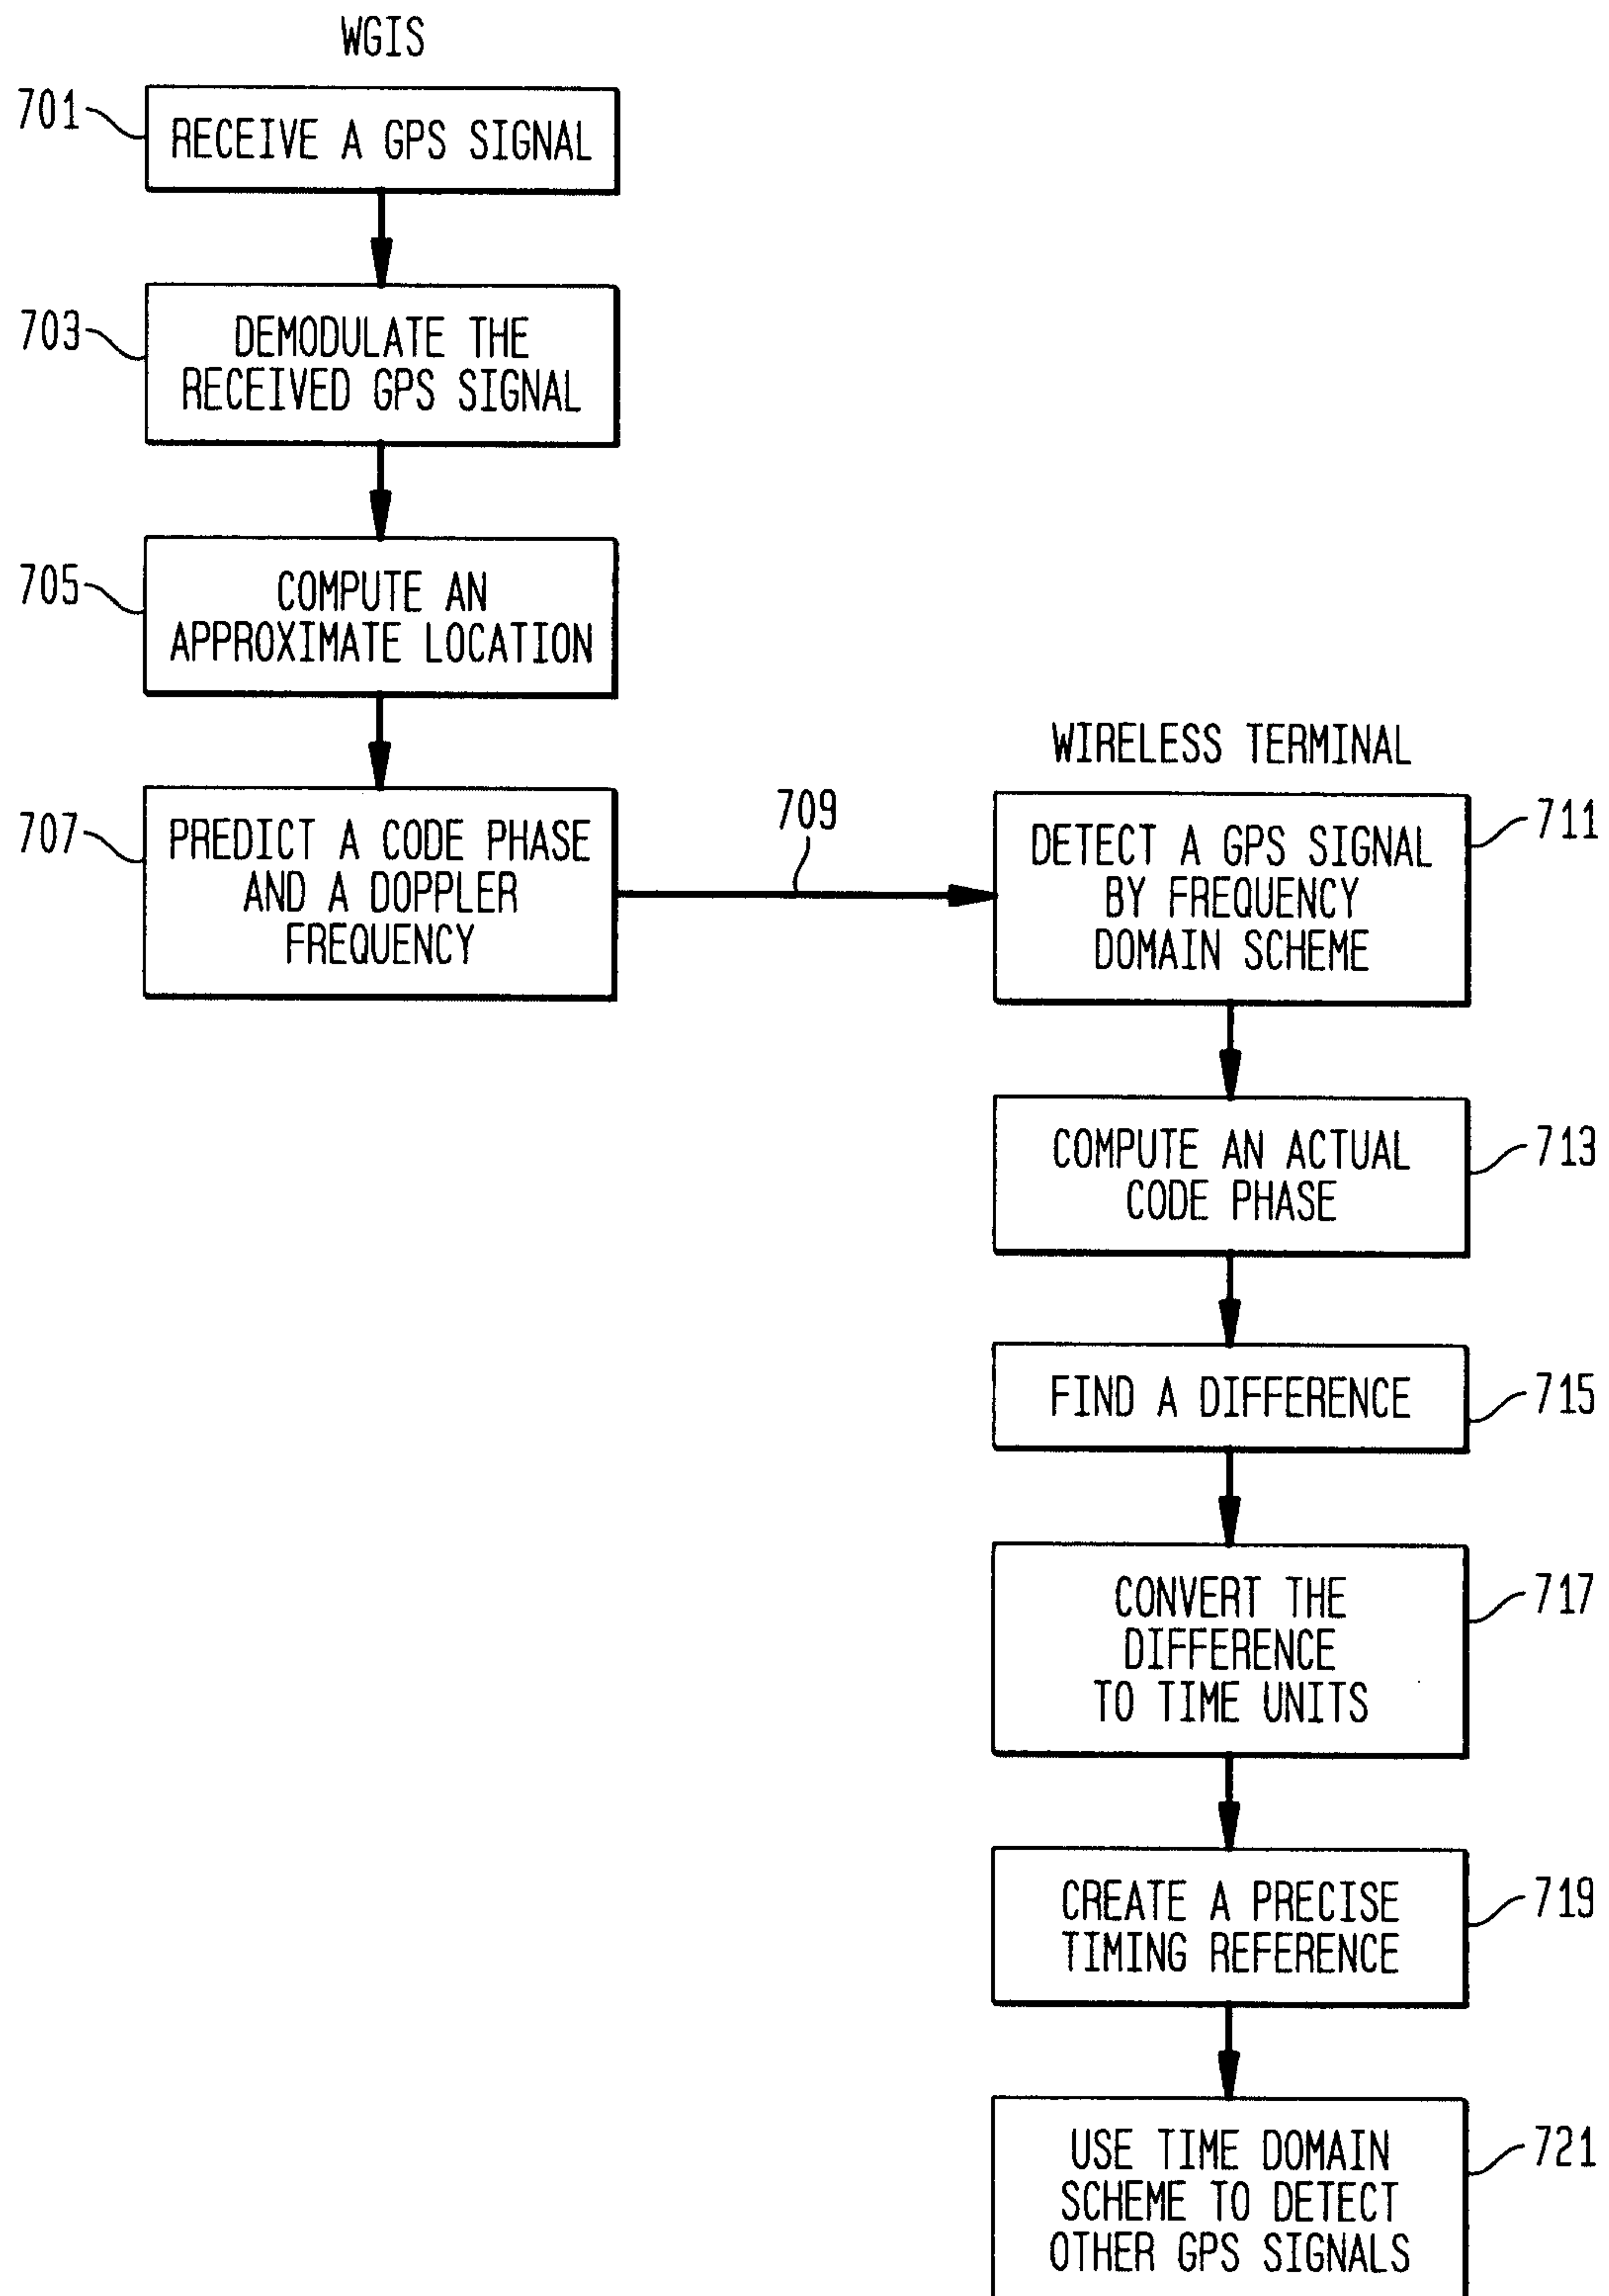 WGIS
701
RECEIVE A GPS SIGNAL
703
DEMODULATE THE
RECEIVED GPS SIGNAL
705
COMPUTE AN
APPROXIMATE LOCATION
707
PREDICT A CODE PHASE
AND A DOPPLER
FREQUENCY
709
WIRELESS TERMINAL
DETECT A GPS SIGNAL
BY FREQUENCY
DOMAIN SCHEME
711
COMPUTE AN ACTUAL
CODE PHASE
713
FIND A DIFFERENCE
715
CONVERT THE
DIFFERENCE
TO TIME UNITS
717
CREATE A PRECISE
TIMING REFERENCE
719
USE TIME DOMAIN
SCHEME TO DETECT
OTHER GPS SIGNALS
721